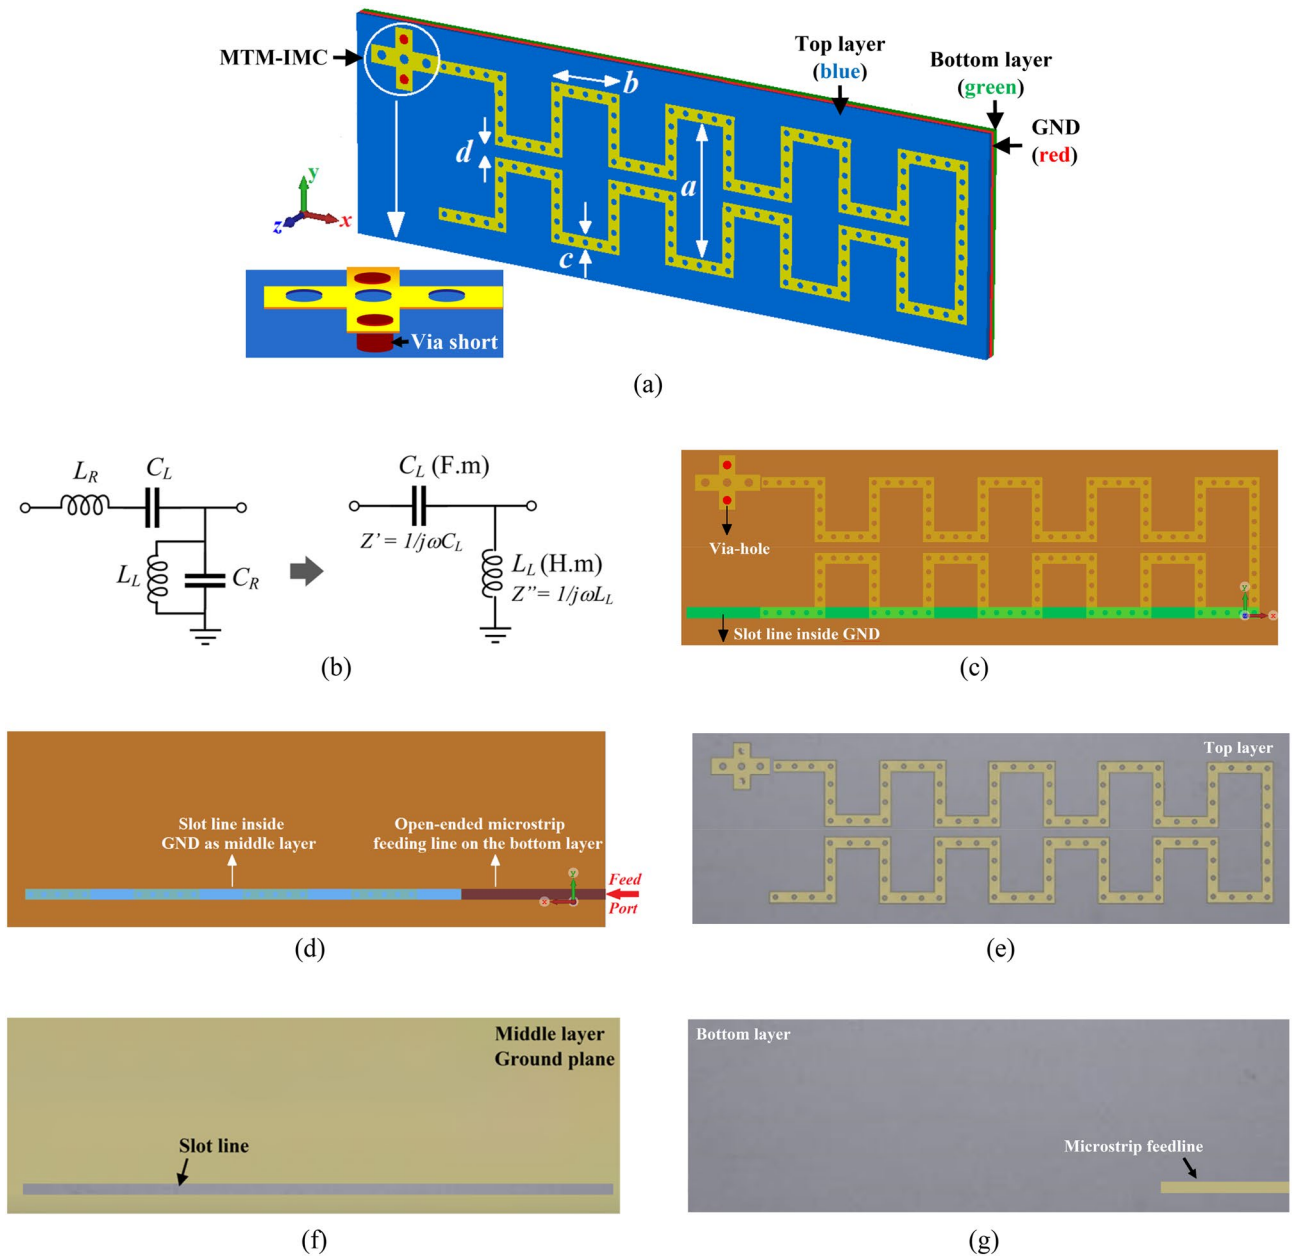 MTM-IMC
Top layer
(blue)
Bottom layer
(green)
GND
(red)
b
d
a
c
y
x
z
Via short
(a)
L_R
C_L
L_L
C_R
C_L (F.m)
Z' = 1/jωC_L
L_L (H.m)
Z''= 1/jωL_L
(b)
Via-hole
Slot line inside GND
y
x
(c)
Slot line inside
GND as middle layer
Open-ended microstrip
feeding line on the bottom layer
y
x
Feed
Port
(d)
Top layer
(e)
Middle layer
Ground plane
Slot line
(f)
Bottom layer
Microstrip feedline
(g)